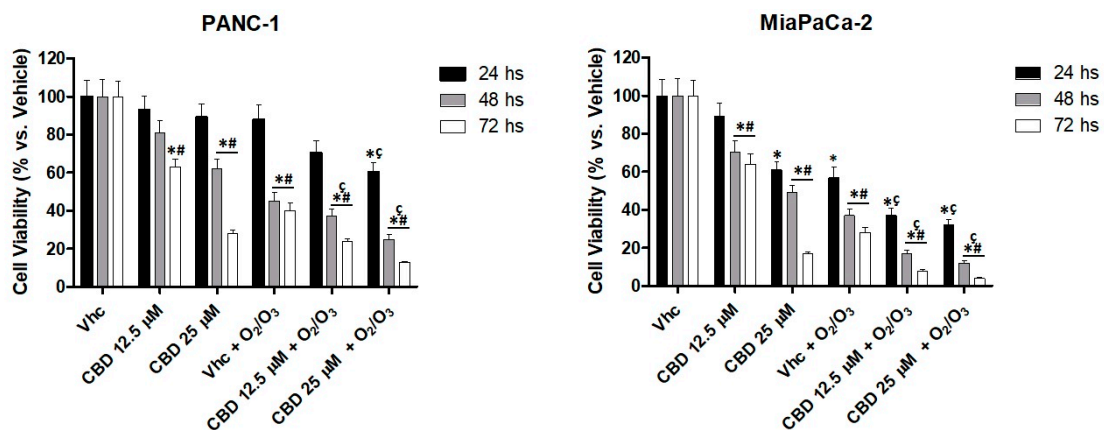 PANC-1
Cell Viability (% vs. Vehicle)
120
100
80
60
40
20
0
*#
*#
*#
ç
*#
*ç
ç
*#
24 hs
48 hs
72 hs
Vhc
CBD 12.5 µM
CBD 25 µM
Vhc + O₂/O₃
CBD 12.5 µM + O₂/O₃
CBD 25 µM + O₂/O₃
MiaPaCa-2
Cell Viability (% vs. Vehicle)
120
100
80
60
40
20
0
*#
*
*#
*
*#
*ç
ç
*#
*ç
ç
*#
24 hs
48 hs
72 hs
Vhc
CBD 12.5 µM
CBD 25 µM
Vhc + O₂/O₃
CBD 12.5 µM + O₂/O₃
CBD 25 µM + O₂/O₃